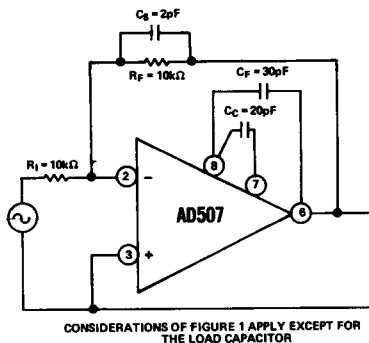 CS = 2pF
RF = 10kΩ
CF = 30pF
CC = 20pF
RI = 10kΩ
8
7
2
−
AD507
6
3
+
CONSIDERATIONS OF FIGURE 1 APPLY EXCEPT FOR
THE LOAD CAPACITOR